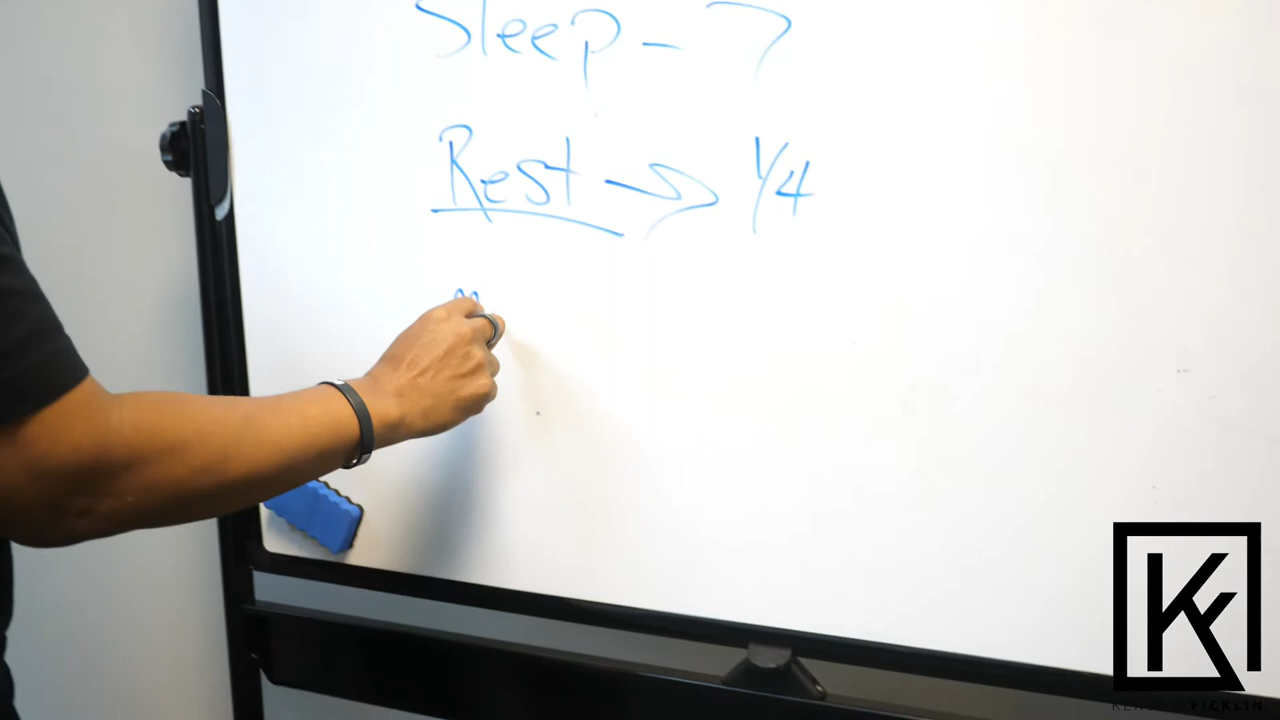 Sleep - 7
Rest → 1/4